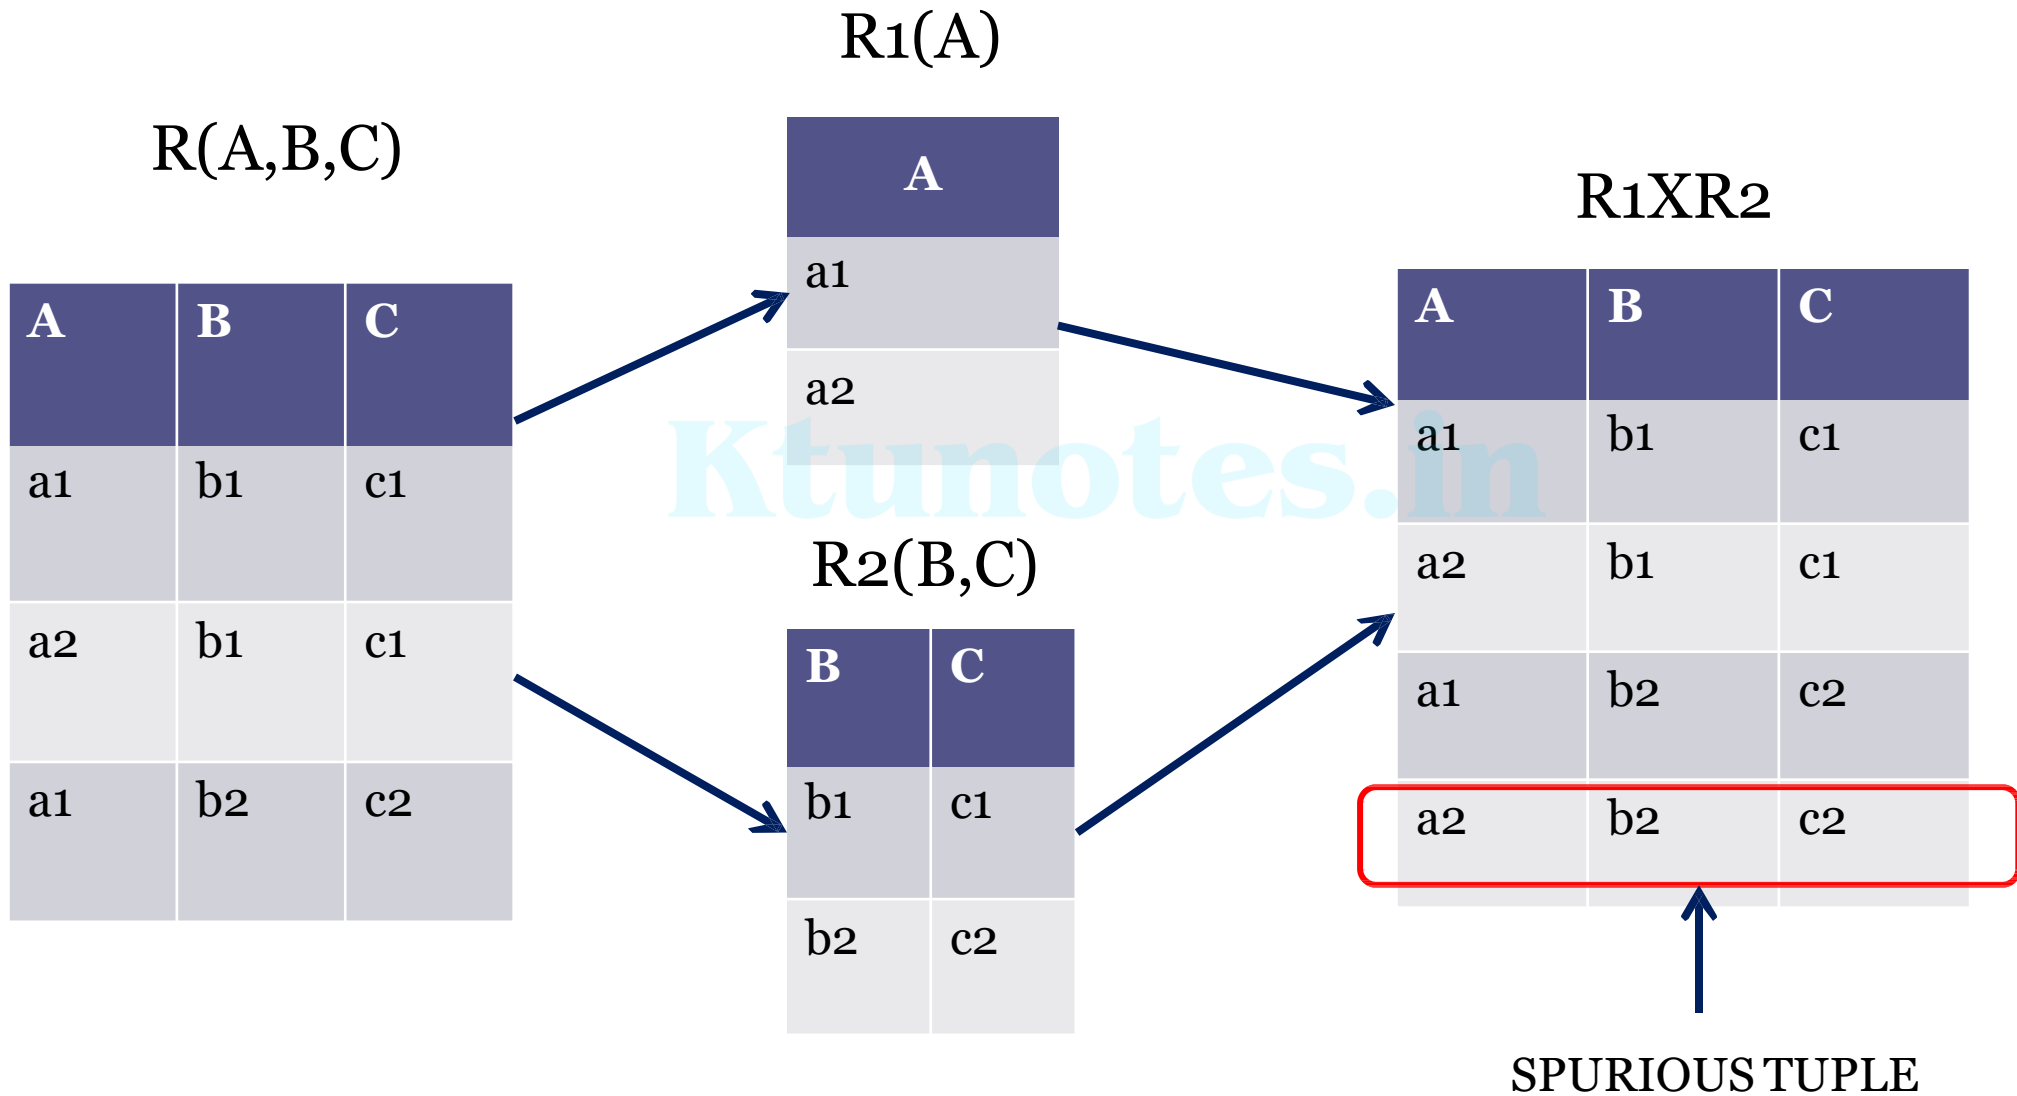 R(A,B,C)
A B C
a1 b1 c1
a2 b1 c1
a1 b2 c2
R1(A)
A
a1
a2
R2(B,C)
B C
b1 c1
b2 c2
R1XR2
A B C
a1 b1 c1
a2 b1 c1
a1 b2 c2
a2 b2 c2
SPURIOUS TUPLE
Ktunotes.in